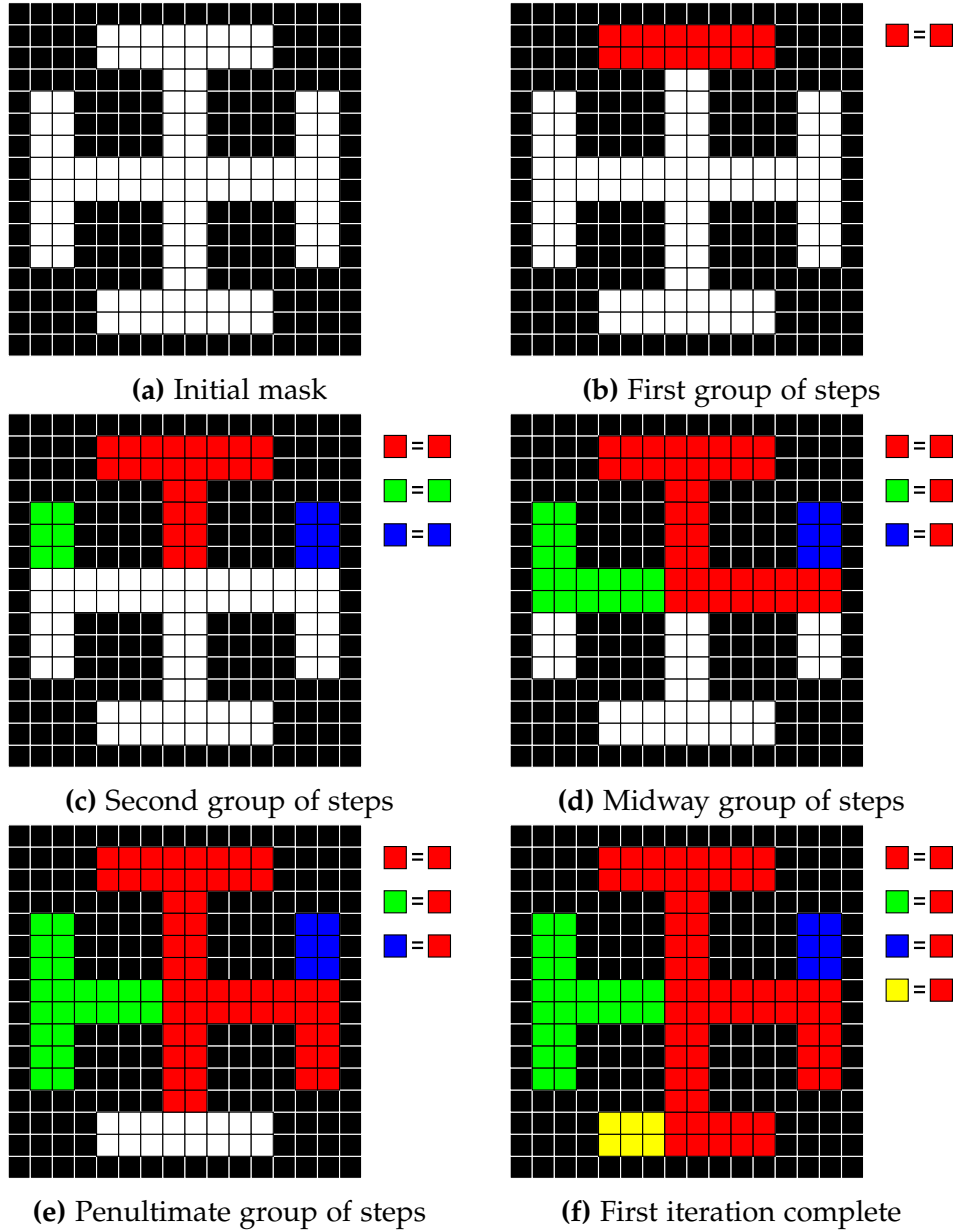 (a) Initial mask
=
(b) First group of steps
=
=
=
(c) Second group of steps
=
=
=
(d) Midway group of steps
=
=
=
(e) Penultimate group of steps
=
=
=
=
(f) First iteration complete